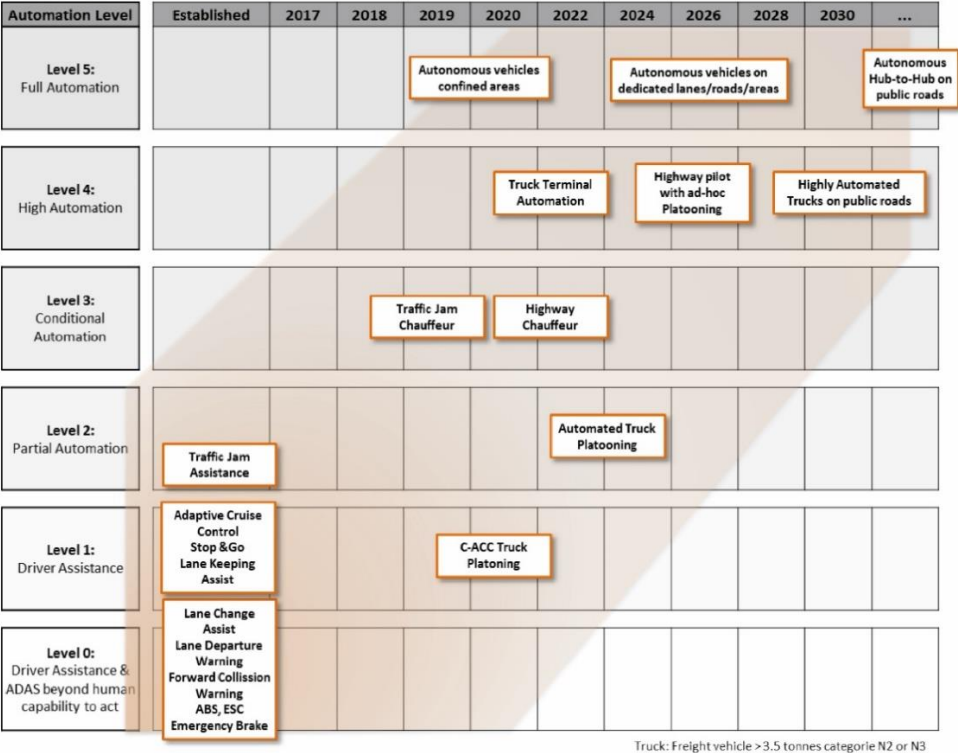 Automation Level Established 2017 2018 2019 2020 2022 2024 2026 2028 2030 ...
Level 5:
Full Automation
Autonomous vehicles
confined areas
Autonomous vehicles on
dedicated lanes/roads/areas
Autonomous
Hub-to-Hub on
public roads
Level 4:
High Automation
Truck Terminal
Automation
Highway pilot
with ad-hoc
Platooning
Highly Automated
Trucks on public roads
Level 3:
Conditional
Automation
Traffic Jam
Chauffeur
Highway
Chauffeur
Level 2:
Partial Automation
Traffic Jam
Assistance
Automated Truck
Platooning
Level 1:
Driver Assistance
Adaptive Cruise
Control
Stop &Go
Lane Keeping
Assist
C-ACC Truck
Platoning
Level 0:
Driver Assistance &
ADAS beyond human
capability to act
Lane Change
Assist
Lane Departure
Warning
Forward Collission
Warning
ABS, ESC
Emergency Brake
Truck: Freight vehicle >3.5 tonnes categorie N2 or N3